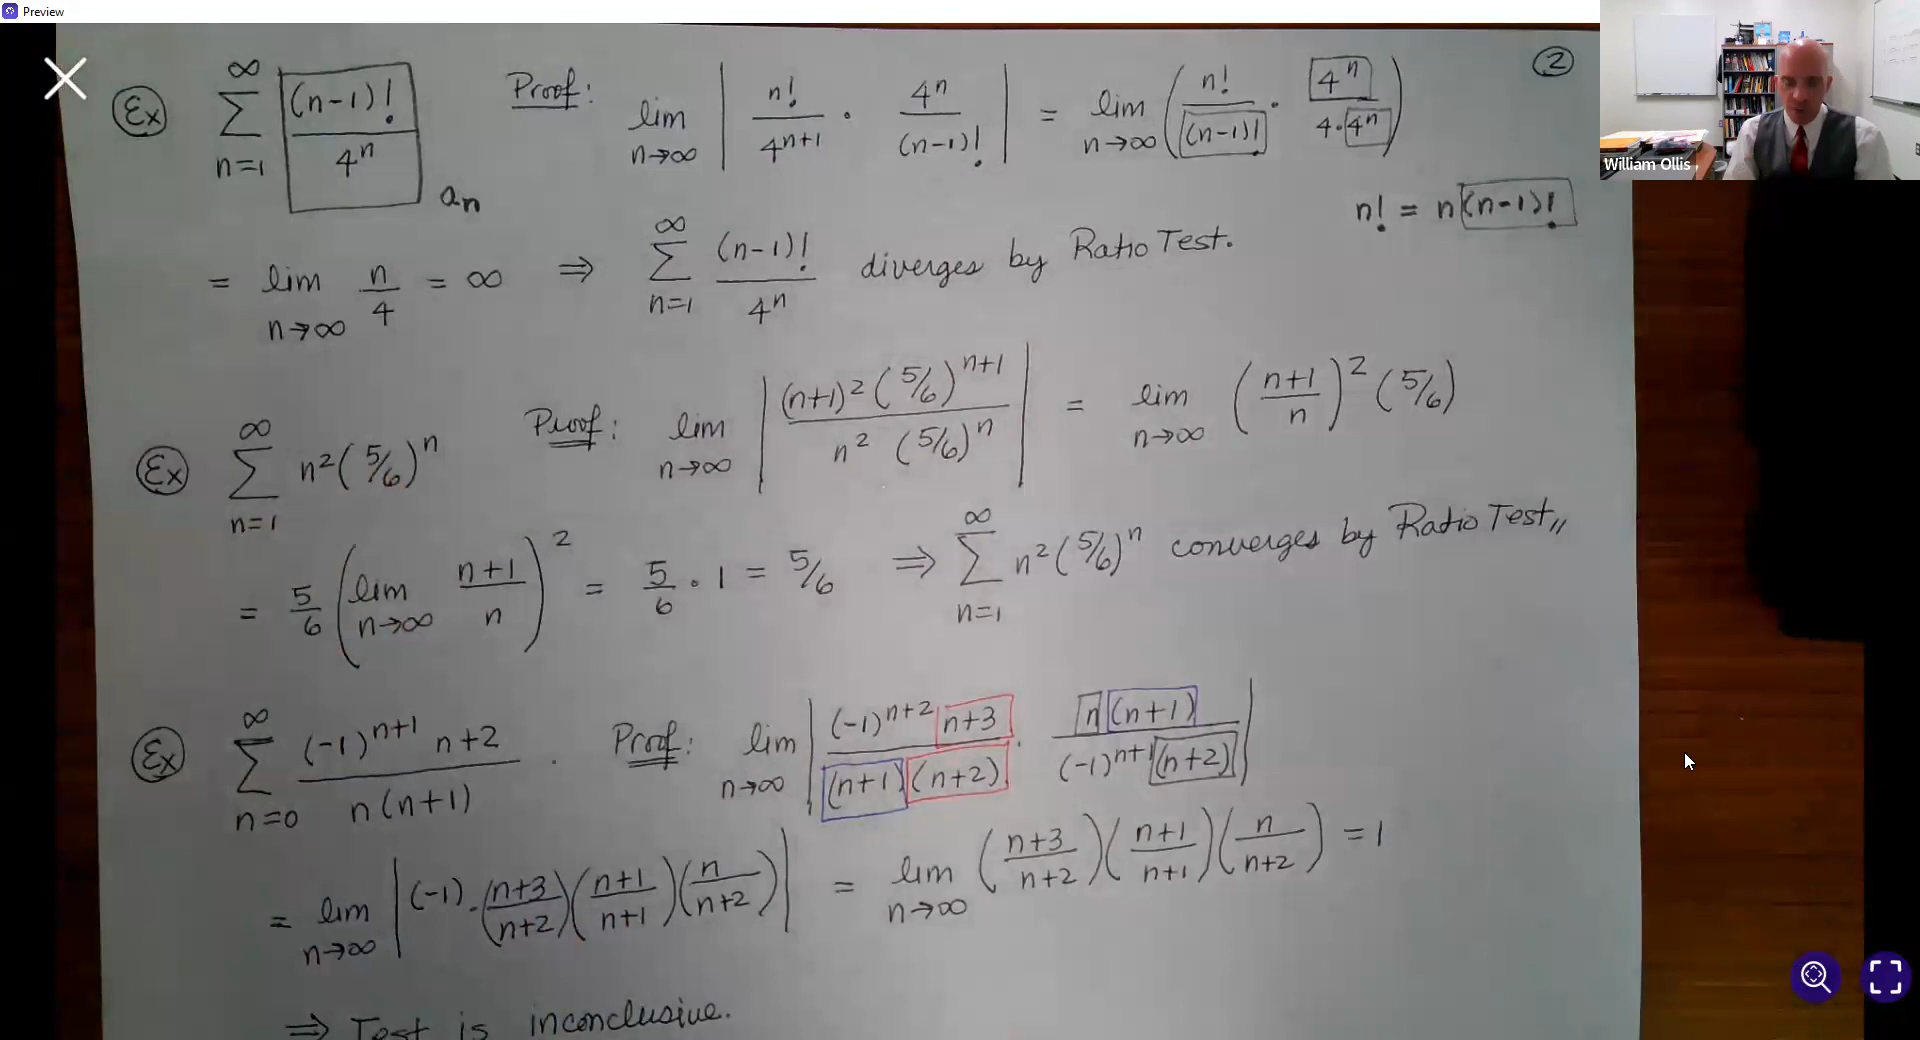 Preview
②
Ex ∑_{n=1}^{∞} (n-1)!/4^n a_n Proof: lim_{n→∞} | n!/4^{n+1} · 4^n/(n-1)! | = lim_{n→∞} ( n!/(n-1)! · 4^n/(4·4^n) )
William Ollis
n! = n(n-1)!
= lim_{n→∞} n/4 = ∞ ⇒ ∑_{n=1}^{∞} (n-1)!/4^n diverges by Ratio Test.
Ex ∑_{n=1}^{∞} n²(5/6)^n Proof: lim_{n→∞} | (n+1)²(5/6)^{n+1} / n² (5/6)^n | = lim_{n→∞} ((n+1)/n)² (5/6)
= 5/6 ( lim_{n→∞} (n+1)/n )² = 5/6 · 1 = 5/6 ⇒ ∑_{n=1}^{∞} n²(5/6)^n converges by Ratio Test,,
Ex ∑_{n=0}^{∞} (-1)^{n+1} n+2 / n(n+1) . Proof: lim_{n→∞} | (-1)^{n+2} n+3 / (n+1)(n+2) · n(n+1) / (-1)^{n+1}(n+2) |
= lim_{n→∞} | (-1) · ((n+3)/(n+2)) ((n+1)/(n+1)) (n/(n+2)) | = lim_{n→∞} ((n+3)/(n+2)) ((n+1)/(n+1)) (n/(n+2)) = 1
⇒ Test is inconclusive.